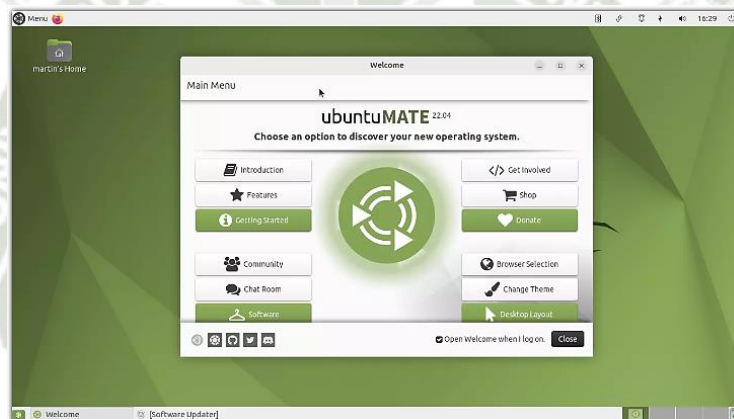 Menu
16:29
martin's Home
Welcome
Main Menu
ubuntuMATE 22.04
Choose an option to discover your new operating system.
Introduction
Features
Getting Started
Community
Chat Room
Software
Get Involved
Shop
Donate
Browser Selection
Change Theme
Desktop Layout
Open Welcome when I log on.
Close
Welcome
[Software Updater]